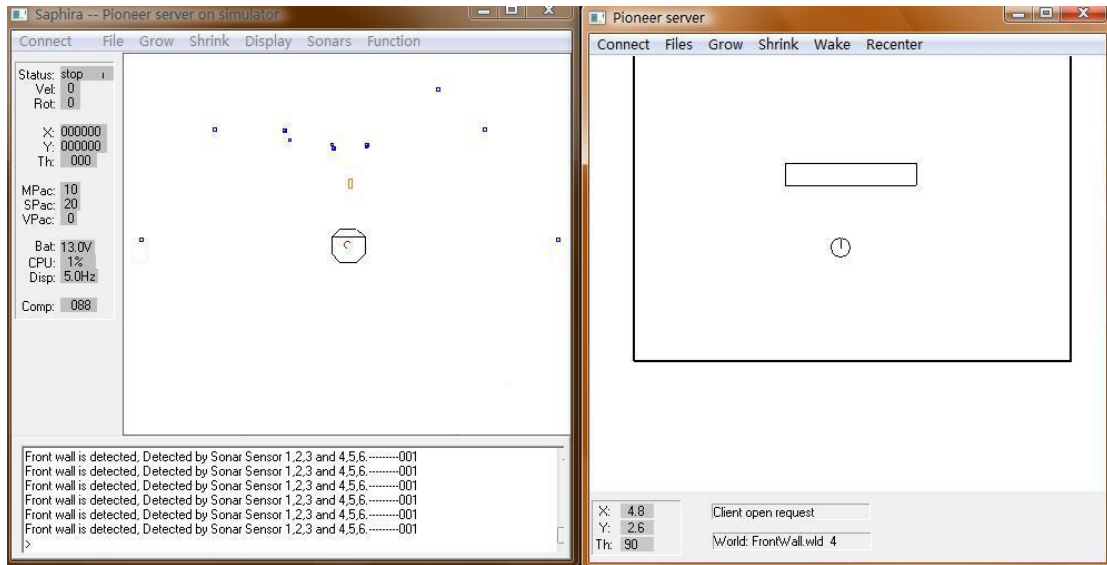 Saphira -- Pioneer server on simulator
Connect File Grow Shrink Display Sonars Function
Status: stop
Vel: 0
Rot: 0
X: 000000
Y: 000000
Th: 000
MPac: 10
SPac: 20
VPac: 0
Bat: 13.0V
CPU: 1%
Disp: 5.0Hz
Comp: 088
Front wall is detected, Detected by Sonar Sensor 1,2,3 and 4,5,6.--------001
Front wall is detected, Detected by Sonar Sensor 1,2,3 and 4,5,6.--------001
Front wall is detected, Detected by Sonar Sensor 1,2,3 and 4,5,6.--------001
Front wall is detected, Detected by Sonar Sensor 1,2,3 and 4,5,6.--------001
Front wall is detected, Detected by Sonar Sensor 1,2,3 and 4,5,6.--------001
Front wall is detected, Detected by Sonar Sensor 1,2,3 and 4,5,6.--------001
>
Pioneer server
Connect Files Grow Shrink Wake Recenter
X: 4.8
Y: 2.6
Th: 90
Client open request
World: FrontWall.wld 4